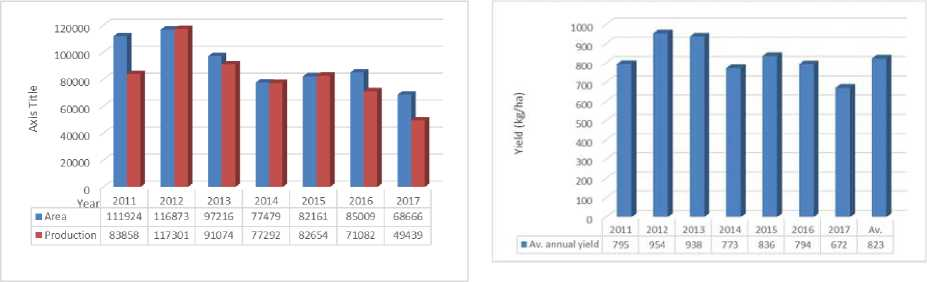 120000
100000
80000
60000
40000
20000
0
Axis Title
Year 2011 2012 2013 2014 2015 2016 2017
Area 111924 116873 97216 77479 82161 85009 68666
Production 83858 117301 91074 77292 82654 71082 49439
1000
900
800
700
600
500
400
300
200
100
0
Yield (kg/ha)
2011 2012 2013 2014 2015 2016 2017 Av.
Av. annual yield 795 954 938 773 836 794 672 823